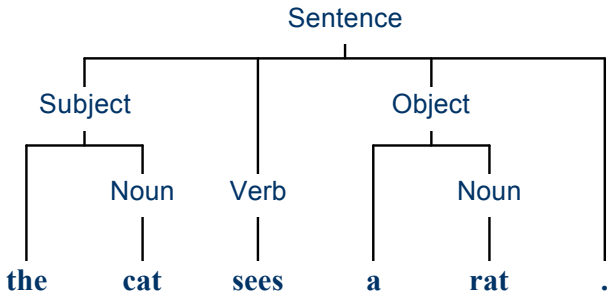 Sentence
Subject Object
Noun Verb Noun
the cat sees a rat .